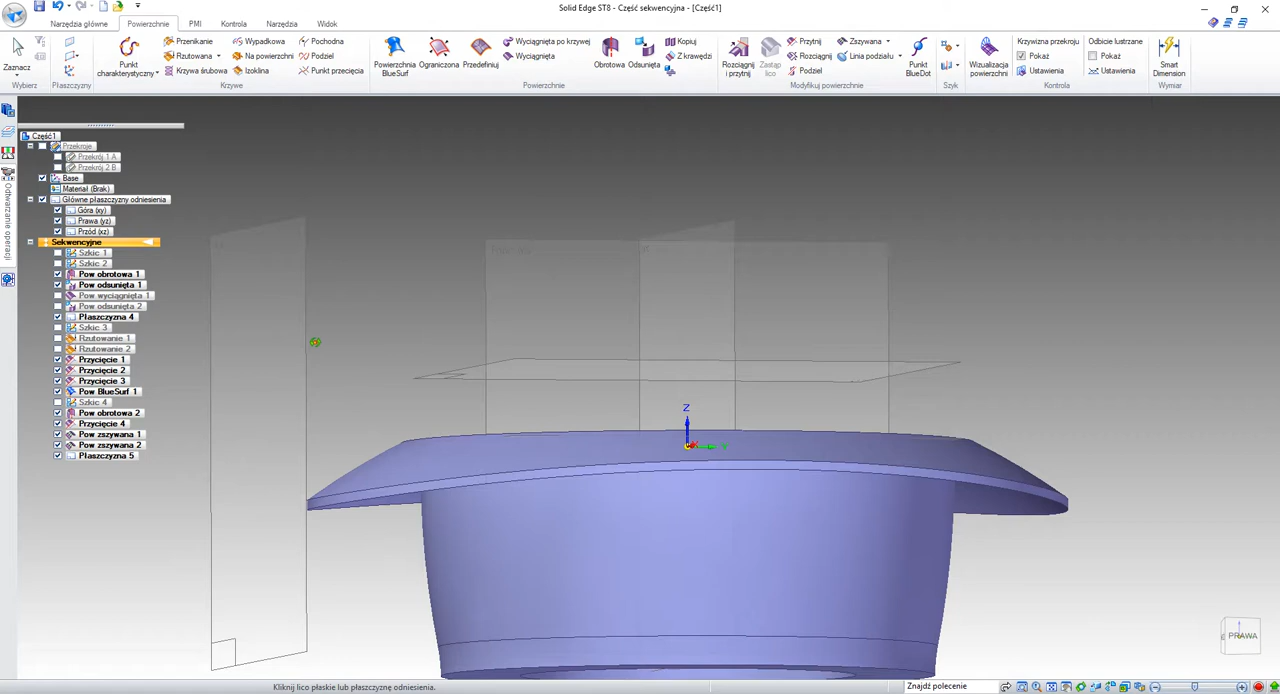 Solid Edge ST8 - Część sekwencyjna - [Część1]
Narzędzia główne
Powierzchnie
PMI
Kontrola
Narzędzia
Widok
Zaznacz
Wybierz
Płaszczyzny
Punkt charakterystyczny
Przenikanie
Rzutowana
Krzywa śrubowa
Wypadkowa
Na powierzchni
Izoklina
Pochodna
Podziel
Punkt przecięcia
Krzywe
Powierzchnia BlueSurf
Ograniczona
Przedefiniuj
Wyciągnięta po krzywej
Wyciągnięta
Obrotowa
Odsunięta
Kopiuj
Z krawędzi
Powierzchnie
Rozciągnij i przytnij
Zastąp lico
Przytnij
Rozciągnij
Podziel
Zszywana
Linia podziału
Punkt BlueDot
Modyfikuj powierzchnie
Szyk
Wizualizacja powierzchni
Krzywizna przekroju
Pokaż
Ustawienia
Odbicie lustrzane
Pokaż
Ustawienia
Kontrola
Smart Dimension
Wymiar
Część1
Przekroje
Przekrój 1 A
Przekrój 2 B
Base
Materiał (Brak)
Główne płaszczyzny odniesienia
Góra (xy)
Prawa (yz)
Przód (xz)
Sekwencyjne
Szkic 1
Szkic 2
Pow obrotowa 1
Pow odsunięta 1
Pow wyciągnięta 1
Pow odsunięta 2
Płaszczyzna 4
Szkic 3
Rzutowanie 1
Rzutowanie 2
Przycięcie 1
Przycięcie 2
Przycięcie 3
Pow BlueSurf 1
Szkic 4
Pow obrotowa 2
Przycięcie 4
Pow zszywana 1
Pow zszywana 2
Płaszczyzna 5
Odtwarzanie operacji
Z
PRAWA
Kliknij lico płaskie lub płaszczyznę odniesienia.
Znajdź polecenie